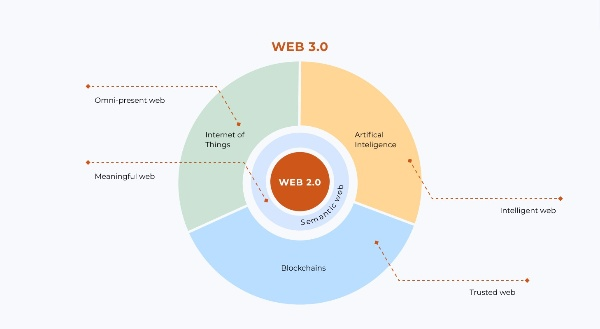 WEB 3.0
Omni-present web
Internet of
Things
Artifical
Inteligence
Meaningful web
WEB 2.0
Semantic web
Intelligent web
Blockchains
Trusted web